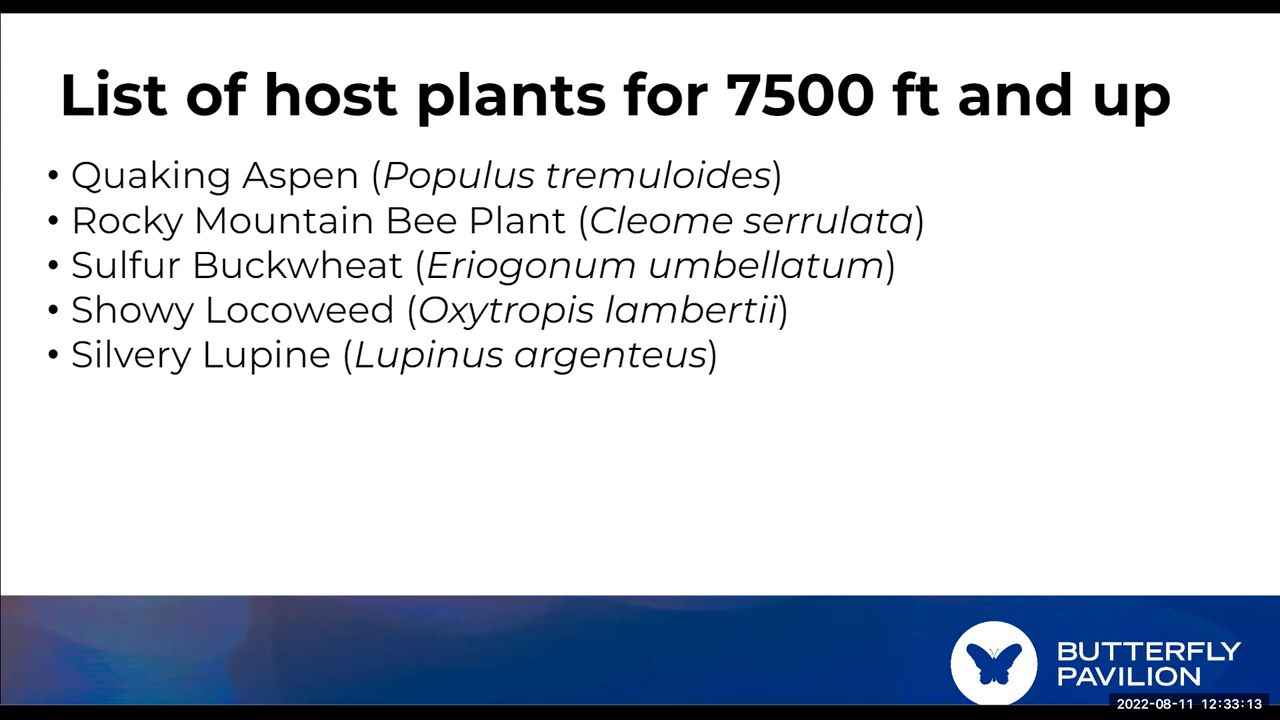 List of host plants for 7500 ft and up
• Quaking Aspen (Populus tremuloides)
• Rocky Mountain Bee Plant (Cleome serrulata)
• Sulfur Buckwheat (Eriogonum umbellatum)
• Showy Locoweed (Oxytropis lambertii)
• Silvery Lupine (Lupinus argenteus)
BUTTERFLY
PAVILION
2022-08-11 12:33:13